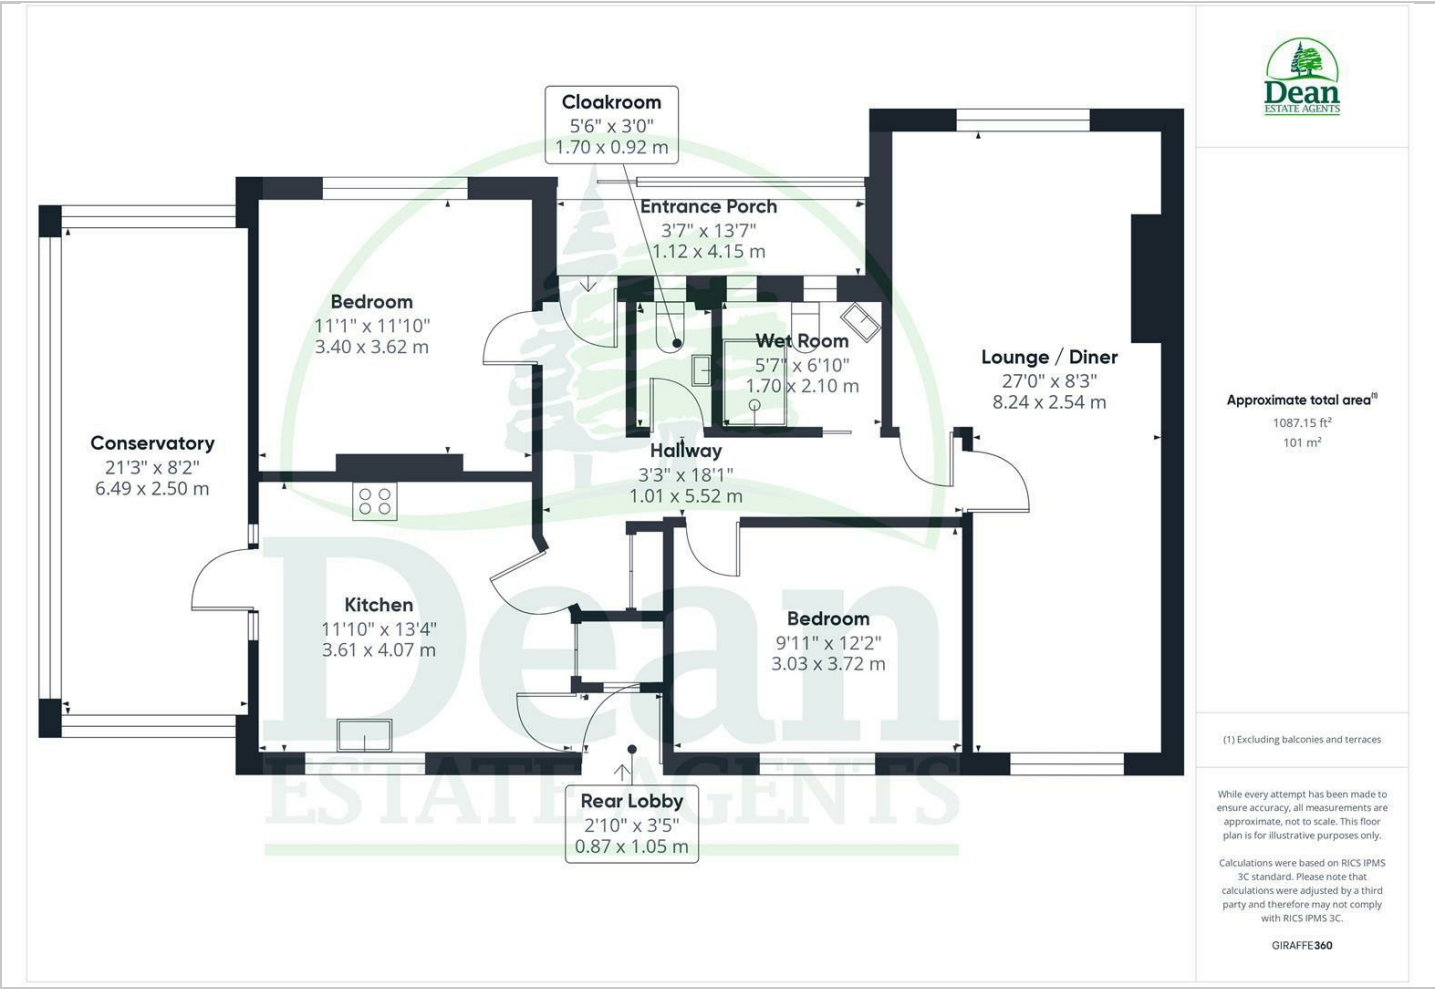 Dean
ESTATE AGENTS
Cloakroom
5'6" x 3'0"
1.70 x 0.92 m
Entrance Porch
3'7" x 13'7"
1.12 x 4.15 m
Bedroom
11'1" x 11'10"
3.40 x 3.62 m
Wet Room
5'7" x 6'10"
1.70 x 2.10 m
Lounge / Diner
27'0" x 8'3"
8.24 x 2.54 m
Conservatory
21'3" x 8'2"
6.49 x 2.50 m
Hallway
3'3" x 18'1"
1.01 x 5.52 m
Kitchen
11'10" x 13'4"
3.61 x 4.07 m
Bedroom
9'11" x 12'2"
3.03 x 3.72 m
Rear Lobby
2'10" x 3'5"
0.87 x 1.05 m
Dean
ESTATE AGENTS
Approximate total area⁽¹⁾
1087.15 ft²
101 m²
(1) Excluding balconies and terraces
While every attempt has been made to
ensure accuracy, all measurements are
approximate, not to scale. This floor
plan is for illustrative purposes only.
Calculations were based on RICS IPMS
3C standard. Please note that
calculations were adjusted by a third
party and therefore may not comply
with RICS IPMS 3C.
GIRAFFE360